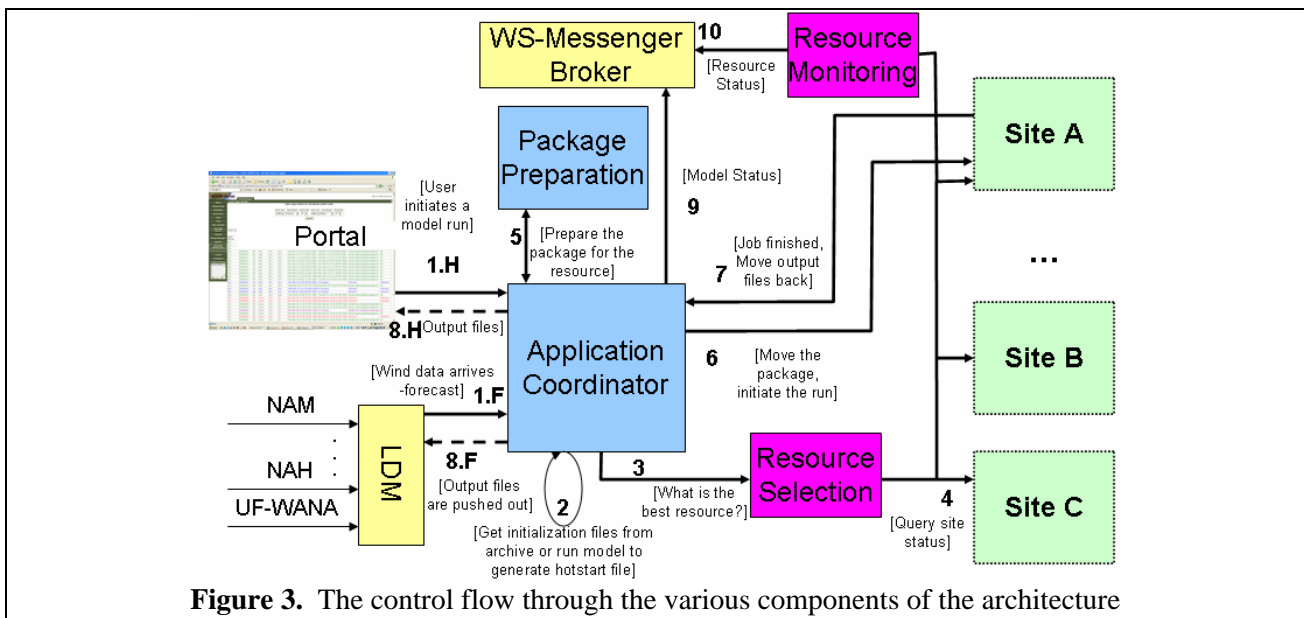 WS-Messenger
Broker
10
[Resource
Status]
Resource
Monitoring
Site A
Package
Preparation
[Model Status]
9
[User
initiates a
model run]
Portal
1.H
5
[Prepare the
package for the
resource]
7
[Job finished,
Move output
files back]
...
8.H
[Output files]
Application
Coordinator
6
[Move the
package,
initiate the run]
Site B
[Wind data arrives
-forecast]
1.F
NAM
.
.
.
NAH
UF-WANA
LDM
8.F
[Output files
are pushed out]
2
[Get initialization files from
archive or run model to
generate hotstart file]
3
[What is the
best resource?]
Resource
Selection
4
[Query site
status]
Site C
Figure 3. The control flow through the various components of the architecture